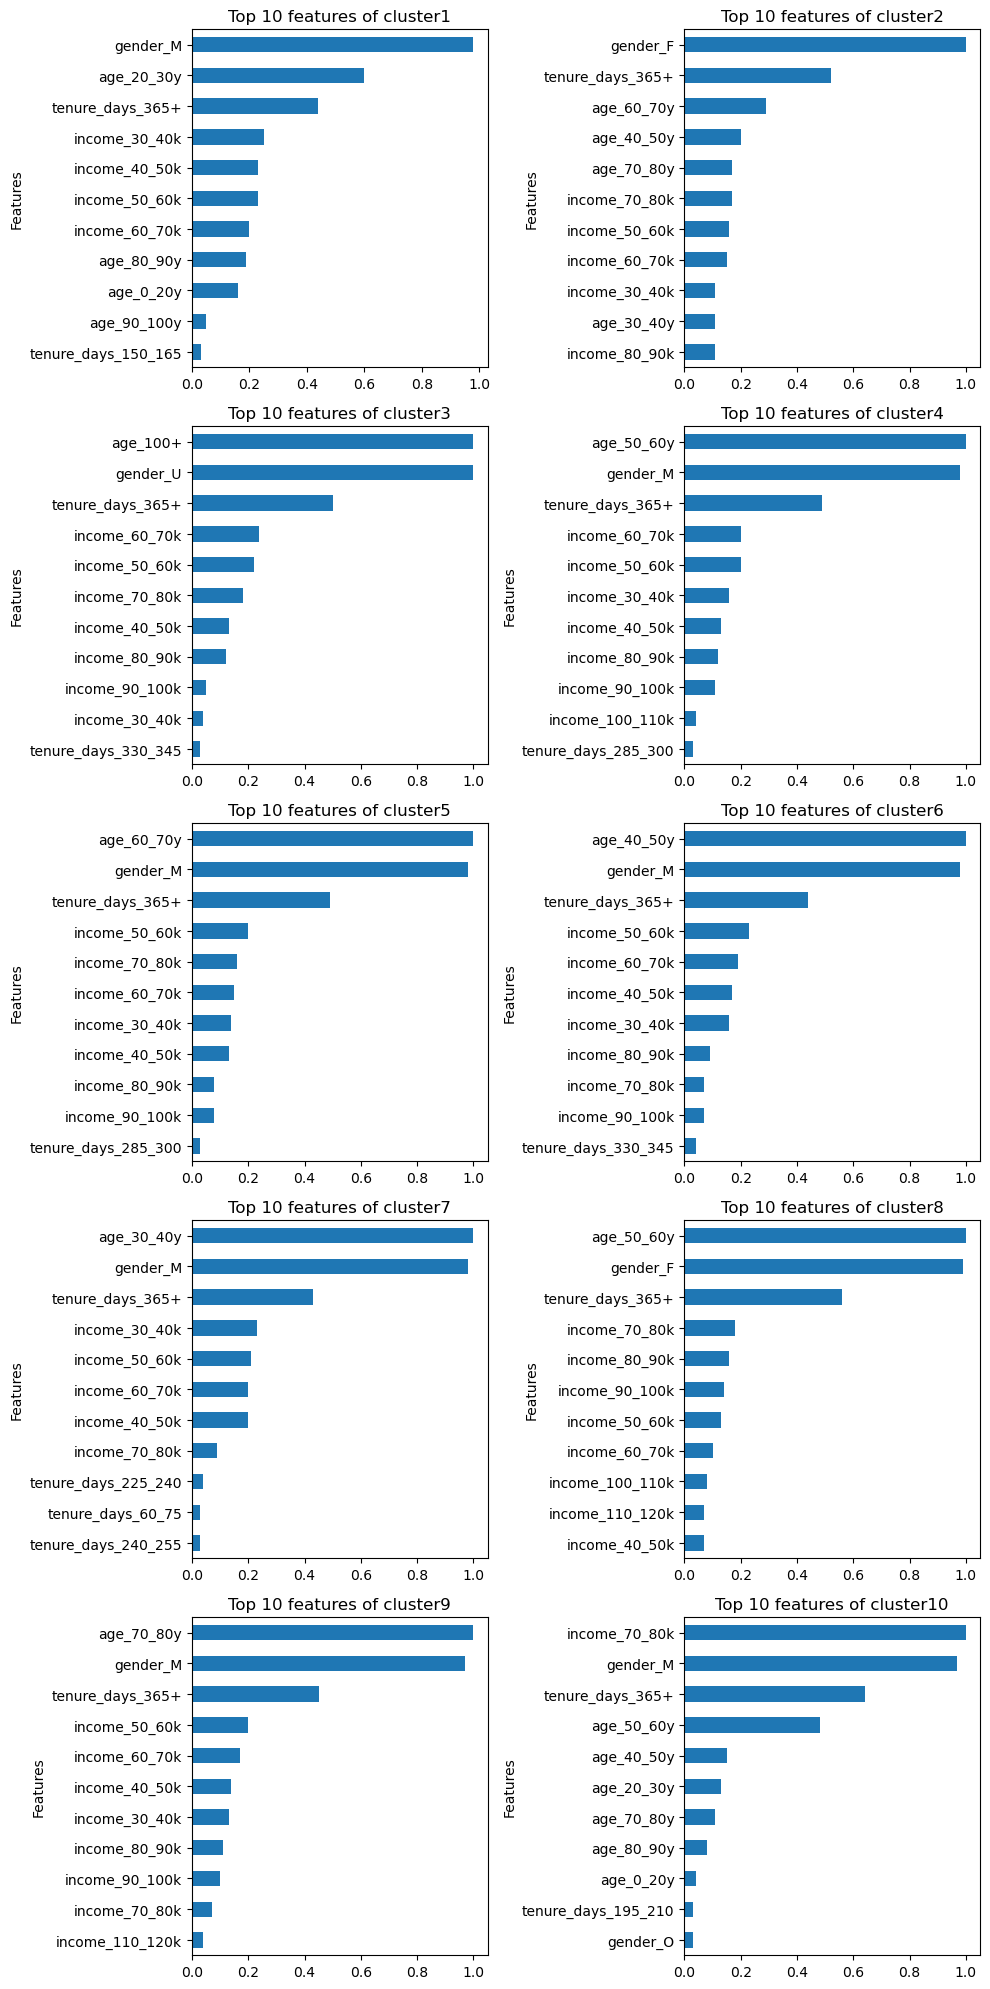 Top 10 features of cluster1
Features
gender_M
age_20_30y
tenure_days_365+
income_30_40k
income_40_50k
income_50_60k
income_60_70k
age_80_90y
age_0_20y
age_90_100y
tenure_days_150_165
0.0 0.2 0.4 0.6 0.8 1.0
Top 10 features of cluster2
Features
gender_F
tenure_days_365+
age_60_70y
age_40_50y
age_70_80y
income_70_80k
income_50_60k
income_60_70k
income_30_40k
age_30_40y
income_80_90k
0.0 0.2 0.4 0.6 0.8 1.0
Top 10 features of cluster3
Features
age_100+
gender_U
tenure_days_365+
income_60_70k
income_50_60k
income_70_80k
income_40_50k
income_80_90k
income_90_100k
income_30_40k
tenure_days_330_345
0.0 0.2 0.4 0.6 0.8 1.0
Top 10 features of cluster4
Features
age_50_60y
gender_M
tenure_days_365+
income_60_70k
income_50_60k
income_30_40k
income_40_50k
income_80_90k
income_90_100k
income_100_110k
tenure_days_285_300
0.0 0.2 0.4 0.6 0.8 1.0
Top 10 features of cluster5
Features
age_60_70y
gender_M
tenure_days_365+
income_50_60k
income_70_80k
income_60_70k
income_30_40k
income_40_50k
income_80_90k
income_90_100k
tenure_days_285_300
0.0 0.2 0.4 0.6 0.8 1.0
Top 10 features of cluster6
Features
age_40_50y
gender_M
tenure_days_365+
income_50_60k
income_60_70k
income_40_50k
income_30_40k
income_80_90k
income_70_80k
income_90_100k
tenure_days_330_345
0.0 0.2 0.4 0.6 0.8 1.0
Top 10 features of cluster7
Features
age_30_40y
gender_M
tenure_days_365+
income_30_40k
income_50_60k
income_60_70k
income_40_50k
income_70_80k
tenure_days_225_240
tenure_days_60_75
tenure_days_240_255
0.0 0.2 0.4 0.6 0.8 1.0
Top 10 features of cluster8
Features
age_50_60y
gender_F
tenure_days_365+
income_70_80k
income_80_90k
income_90_100k
income_50_60k
income_60_70k
income_100_110k
income_110_120k
income_40_50k
0.0 0.2 0.4 0.6 0.8 1.0
Top 10 features of cluster9
Features
age_70_80y
gender_M
tenure_days_365+
income_50_60k
income_60_70k
income_40_50k
income_30_40k
income_80_90k
income_90_100k
income_70_80k
income_110_120k
0.0 0.2 0.4 0.6 0.8 1.0
Top 10 features of cluster10
Features
income_70_80k
gender_M
tenure_days_365+
age_50_60y
age_40_50y
age_20_30y
age_70_80y
age_80_90y
age_0_20y
tenure_days_195_210
gender_O
0.0 0.2 0.4 0.6 0.8 1.0